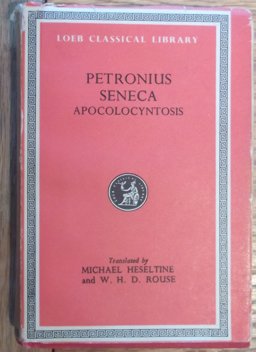 LOEB CLASSICAL LIBRARY
PETRONIUS
SENECA
APOCOLOCYNTOSIS
Translated by
MICHAEL HESELTINE
and W. H. D. ROUSE